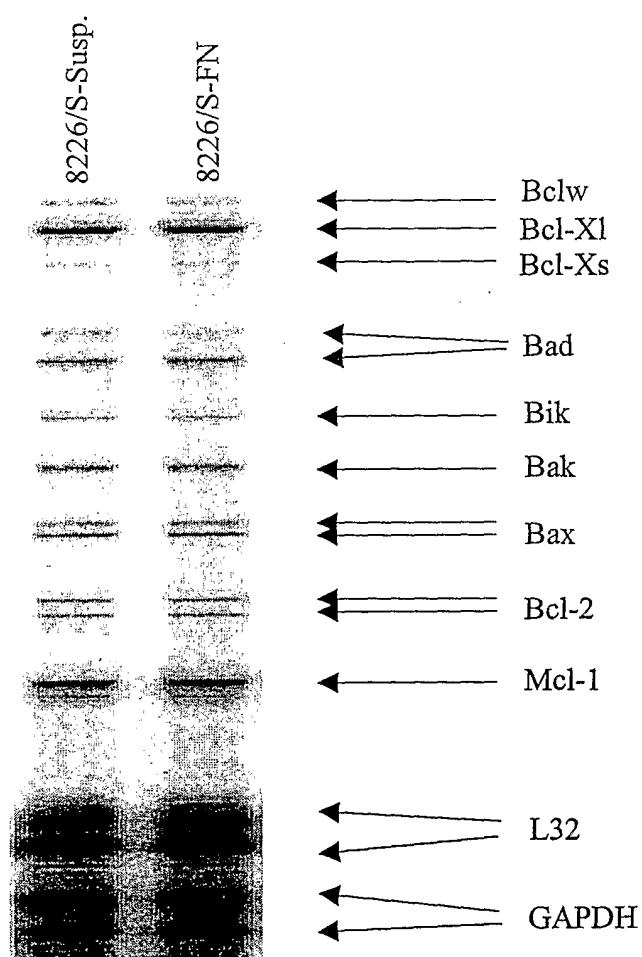 8226/S-Susp.
8226/S-FN
Bclw
Bcl-Xl
Bcl-Xs
Bad
Bik
Bak
Bax
Bcl-2
Mcl-1
L32
GAPDH